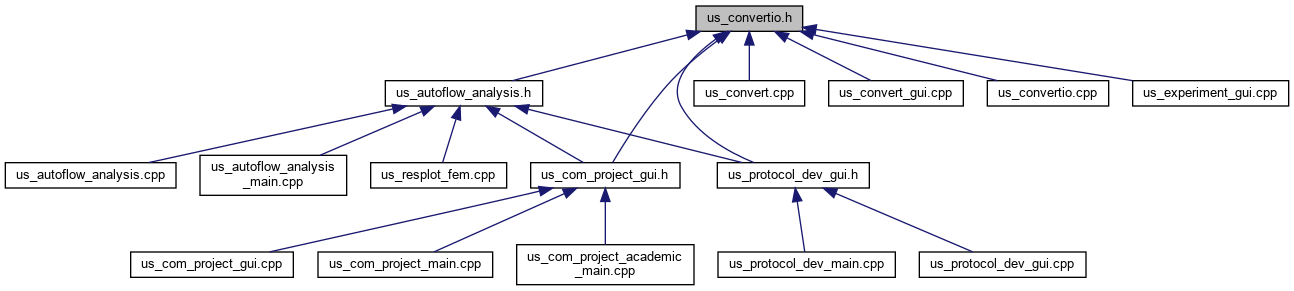 us_convertio.h
us_autoflow_analysis.h
us_convert.cpp
us_convert_gui.cpp
us_convertio.cpp
us_experiment_gui.cpp
us_autoflow_analysis.cpp
us_autoflow_analysis
_main.cpp
us_resplot_fem.cpp
us_com_project_gui.h
us_protocol_dev_gui.h
us_com_project_gui.cpp
us_com_project_main.cpp
us_com_project_academic
_main.cpp
us_protocol_dev_main.cpp
us_protocol_dev_gui.cpp